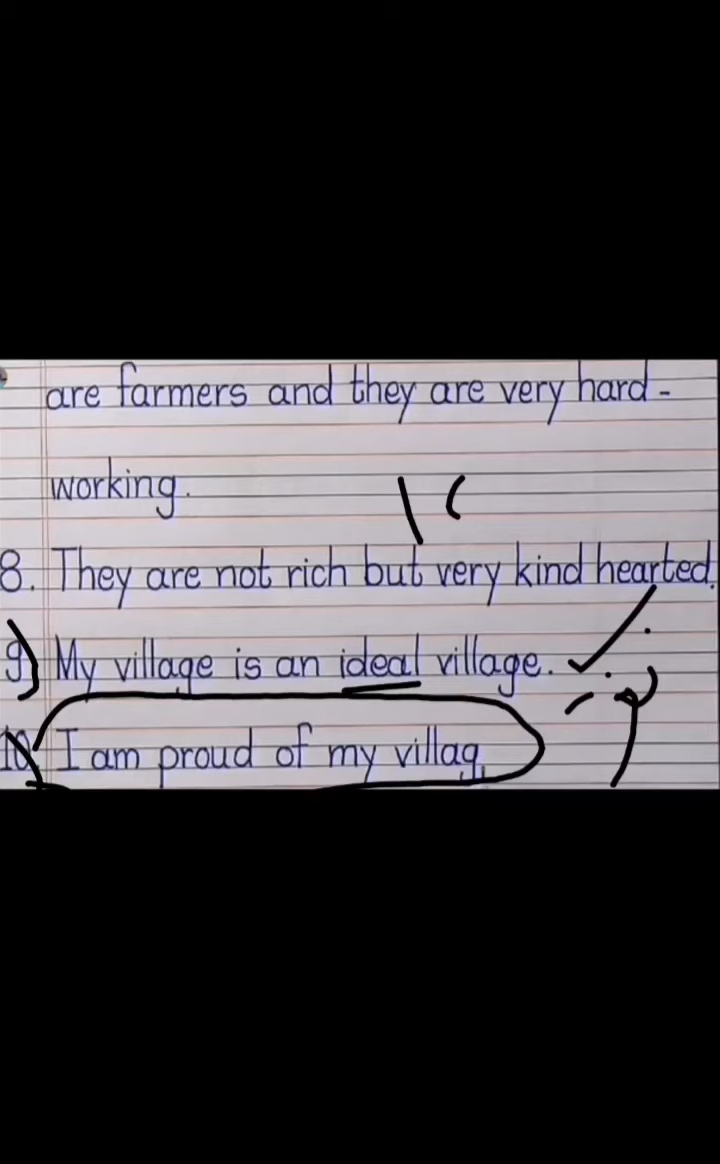 are farmers and they are very hard-
working.
8. They are not rich but very kind hearted.
9) My village is an ideal village.
10 I am proud of my villag